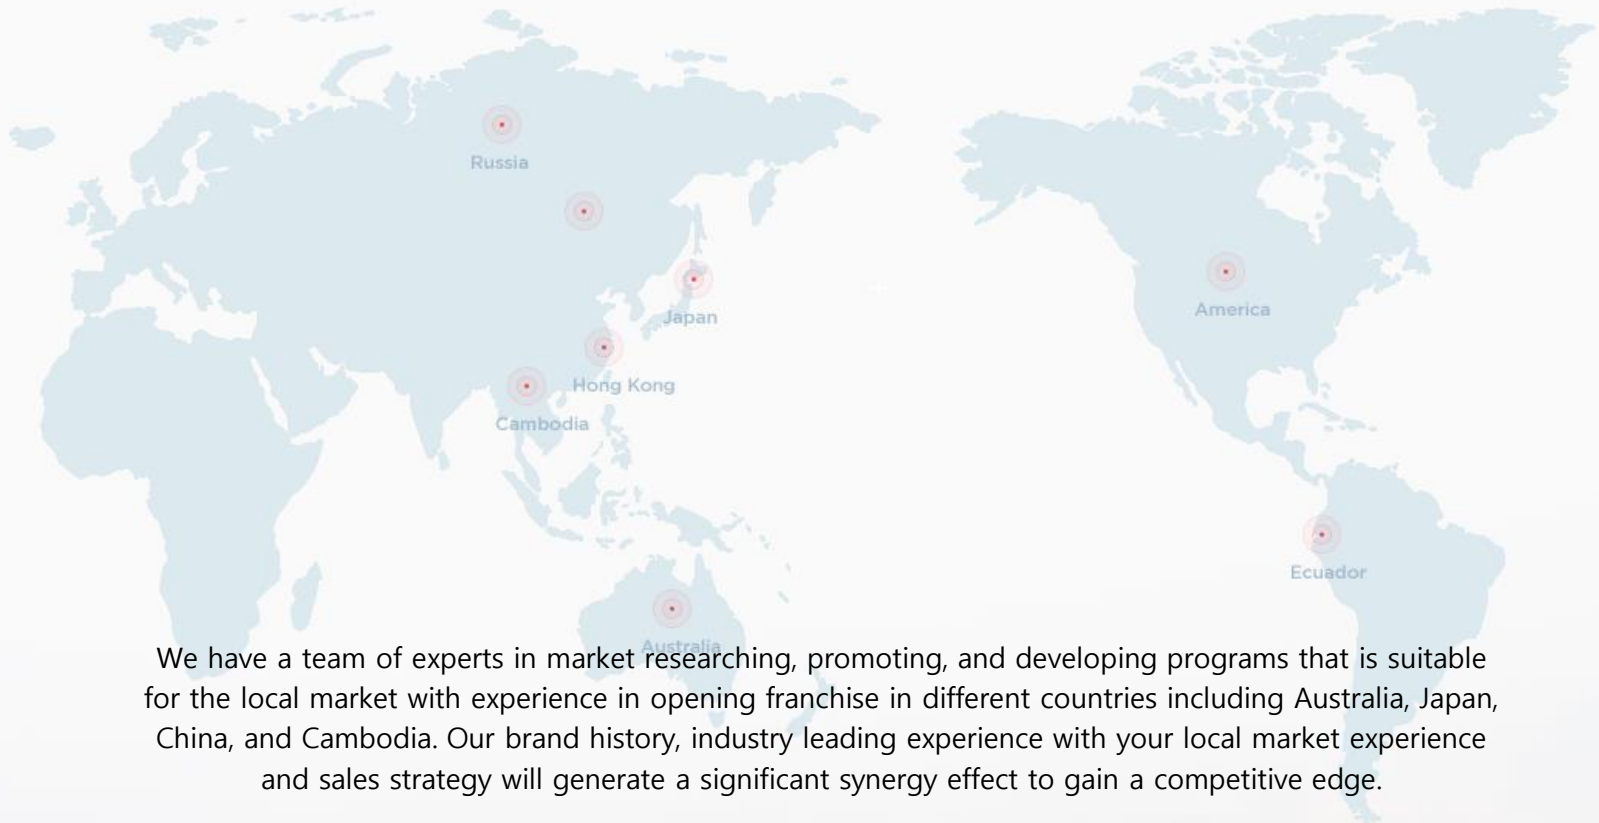 Russia
Japan
America
Hong Kong
Cambodia
Ecuador
Australia
We have a team of experts in market researching, promoting, and developing programs that is suitable
for the local market with experience in opening franchise in different countries including Australia, Japan,
China, and Cambodia. Our brand history, industry leading experience with your local market experience
and sales strategy will generate a significant synergy effect to gain a competitive edge.